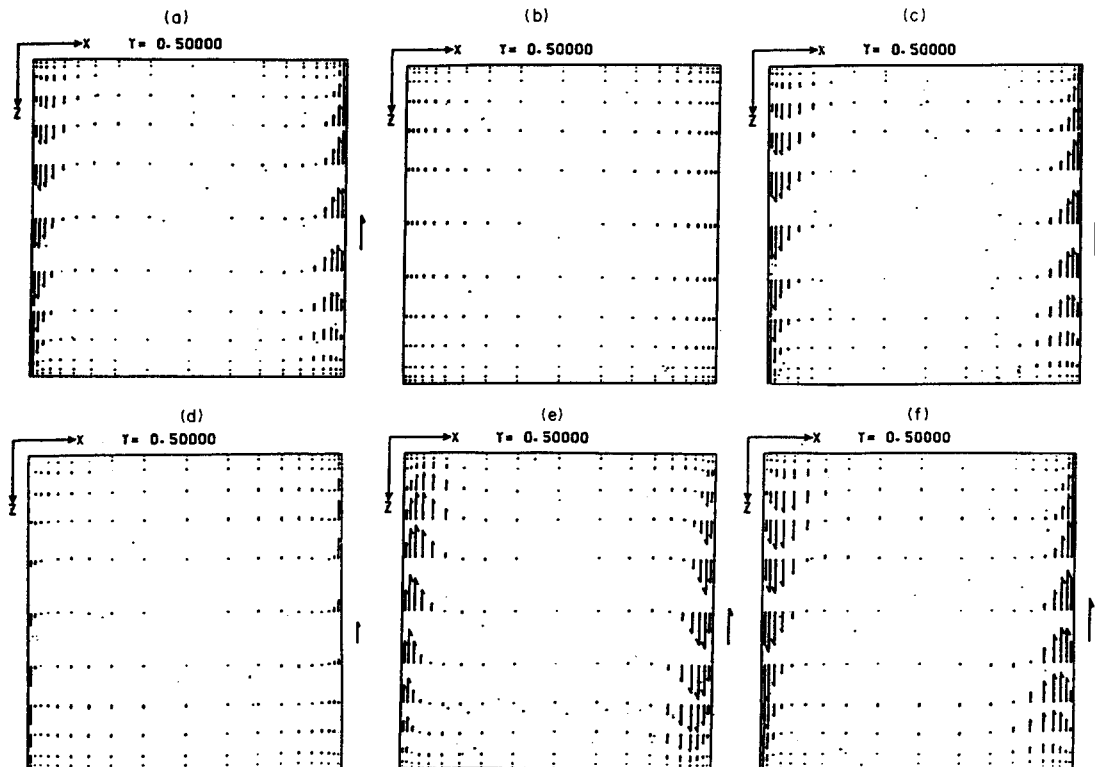 (a)
X Y= 0.50000
Z
(b)
X Y= 0.50000
Z
(c)
X Y= 0.50000
Z
(d)
X Y= 0.50000
Z
(e)
X Y= 0.50000
Z
(f)
X Y= 0.50000
Z